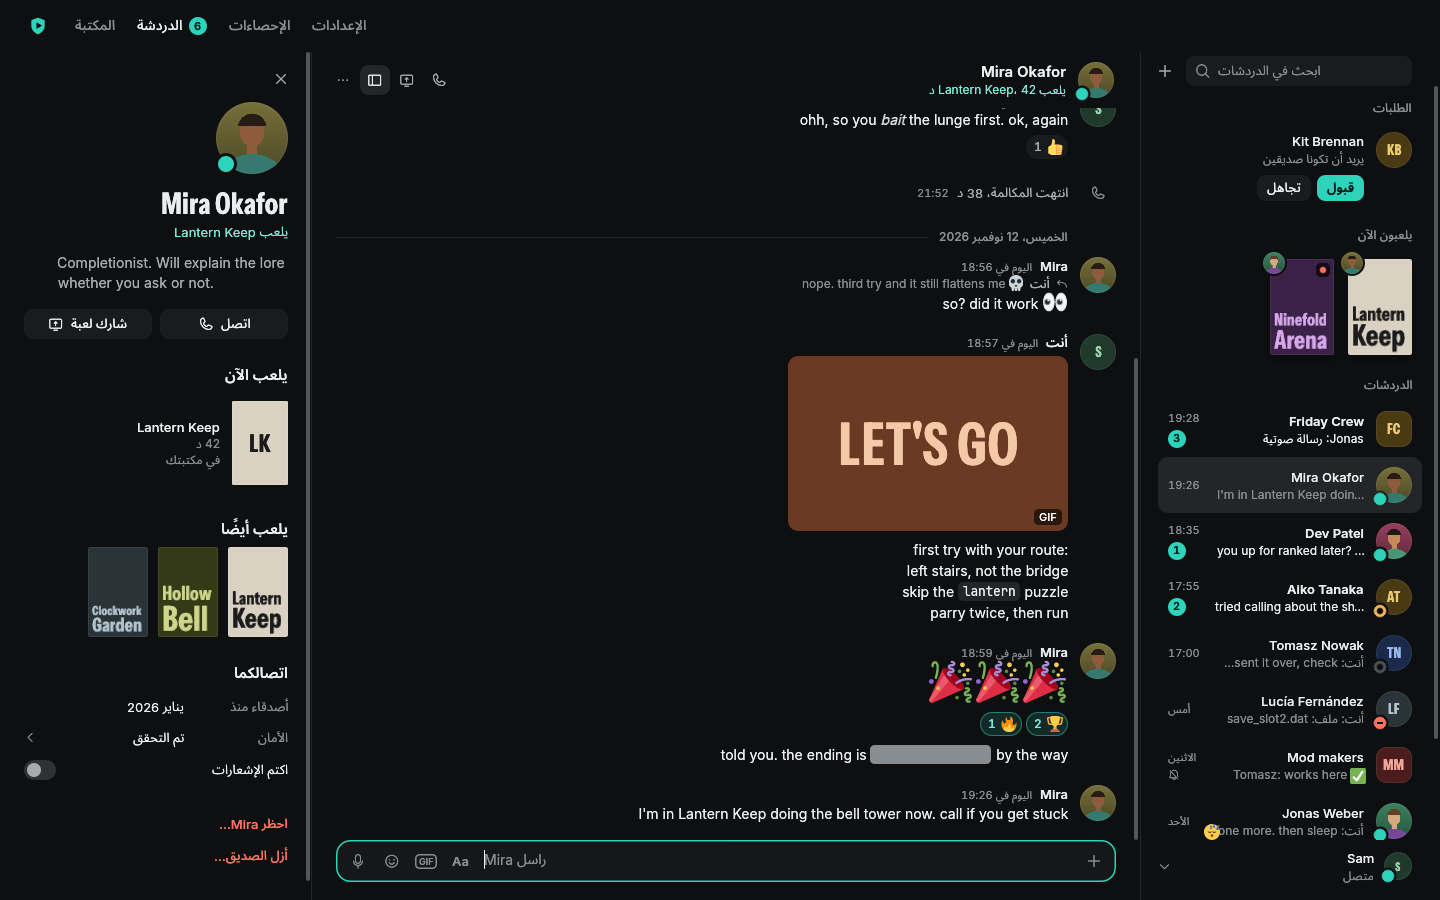 المكتبة
الدردشة 6
الإحصاءات
الإعدادات
ابحث في الدردشات
الطلبات
Kit Brennan
يريد أن تكونا صديقين
KB
قبول
تجاهل
يلعبون الآن
Lantern Keep
Ninefold Arena
الدردشات
FC
Friday Crew
19:28
Jonas: رسالة صوتية
3
Mira Okafor
19:26
I'm in Lantern Keep doin...
Dev Patel
18:35
you up for ranked later? ...
1
AT
Aiko Tanaka
17:55
tried calling about the sh...
2
TN
Tomasz Nowak
17:00
أنت: sent it over, check...
LF
Lucía Fernández
أمس
أنت: ملف: save_slot2.dat
MM
Mod makers
الاثنين
Tomasz: works here ✅
Jonas Weber
الأحد
أنت: one more. then sleep 😴
S
Sam
متصل
Mira Okafor
يلعب Lantern Keep، 42 د
S
ohh, so you bait the lunge first. ok, again
👍 1
انتهت المكالمة، 38 د 21:52
الخميس، 12 نوفمبر 2026
Mira اليوم في 18:56
أنت nope. third try and it still flattens me 💀
so? did it work 👀
S
أنت اليوم في 18:57
LET'S GO
GIF
first try with your route:
left stairs, not the bridge
skip the lantern puzzle
parry twice, then run
Mira اليوم في 18:59
🎉🎉🎉
🏆 2
🔥 1
told you. the ending is by the way
Mira اليوم في 19:26
I'm in Lantern Keep doing the bell tower now. call if you get stuck
راسل Mira
Aa
GIF
Mira Okafor
يلعب Lantern Keep
Completionist. Will explain the lore
whether you ask or not.
اتصل
شارك لعبة
يلعب الآن
LK
Lantern Keep
42 د
في مكتبتك
يلعب أيضًا
Lantern Keep
Hollow Bell
Clockwork Garden
اتصالكما
أصدقاء منذ
يناير 2026
الأمان
تم التحقق
اكتم الإشعارات
احظر Mira...
أزل الصديق...